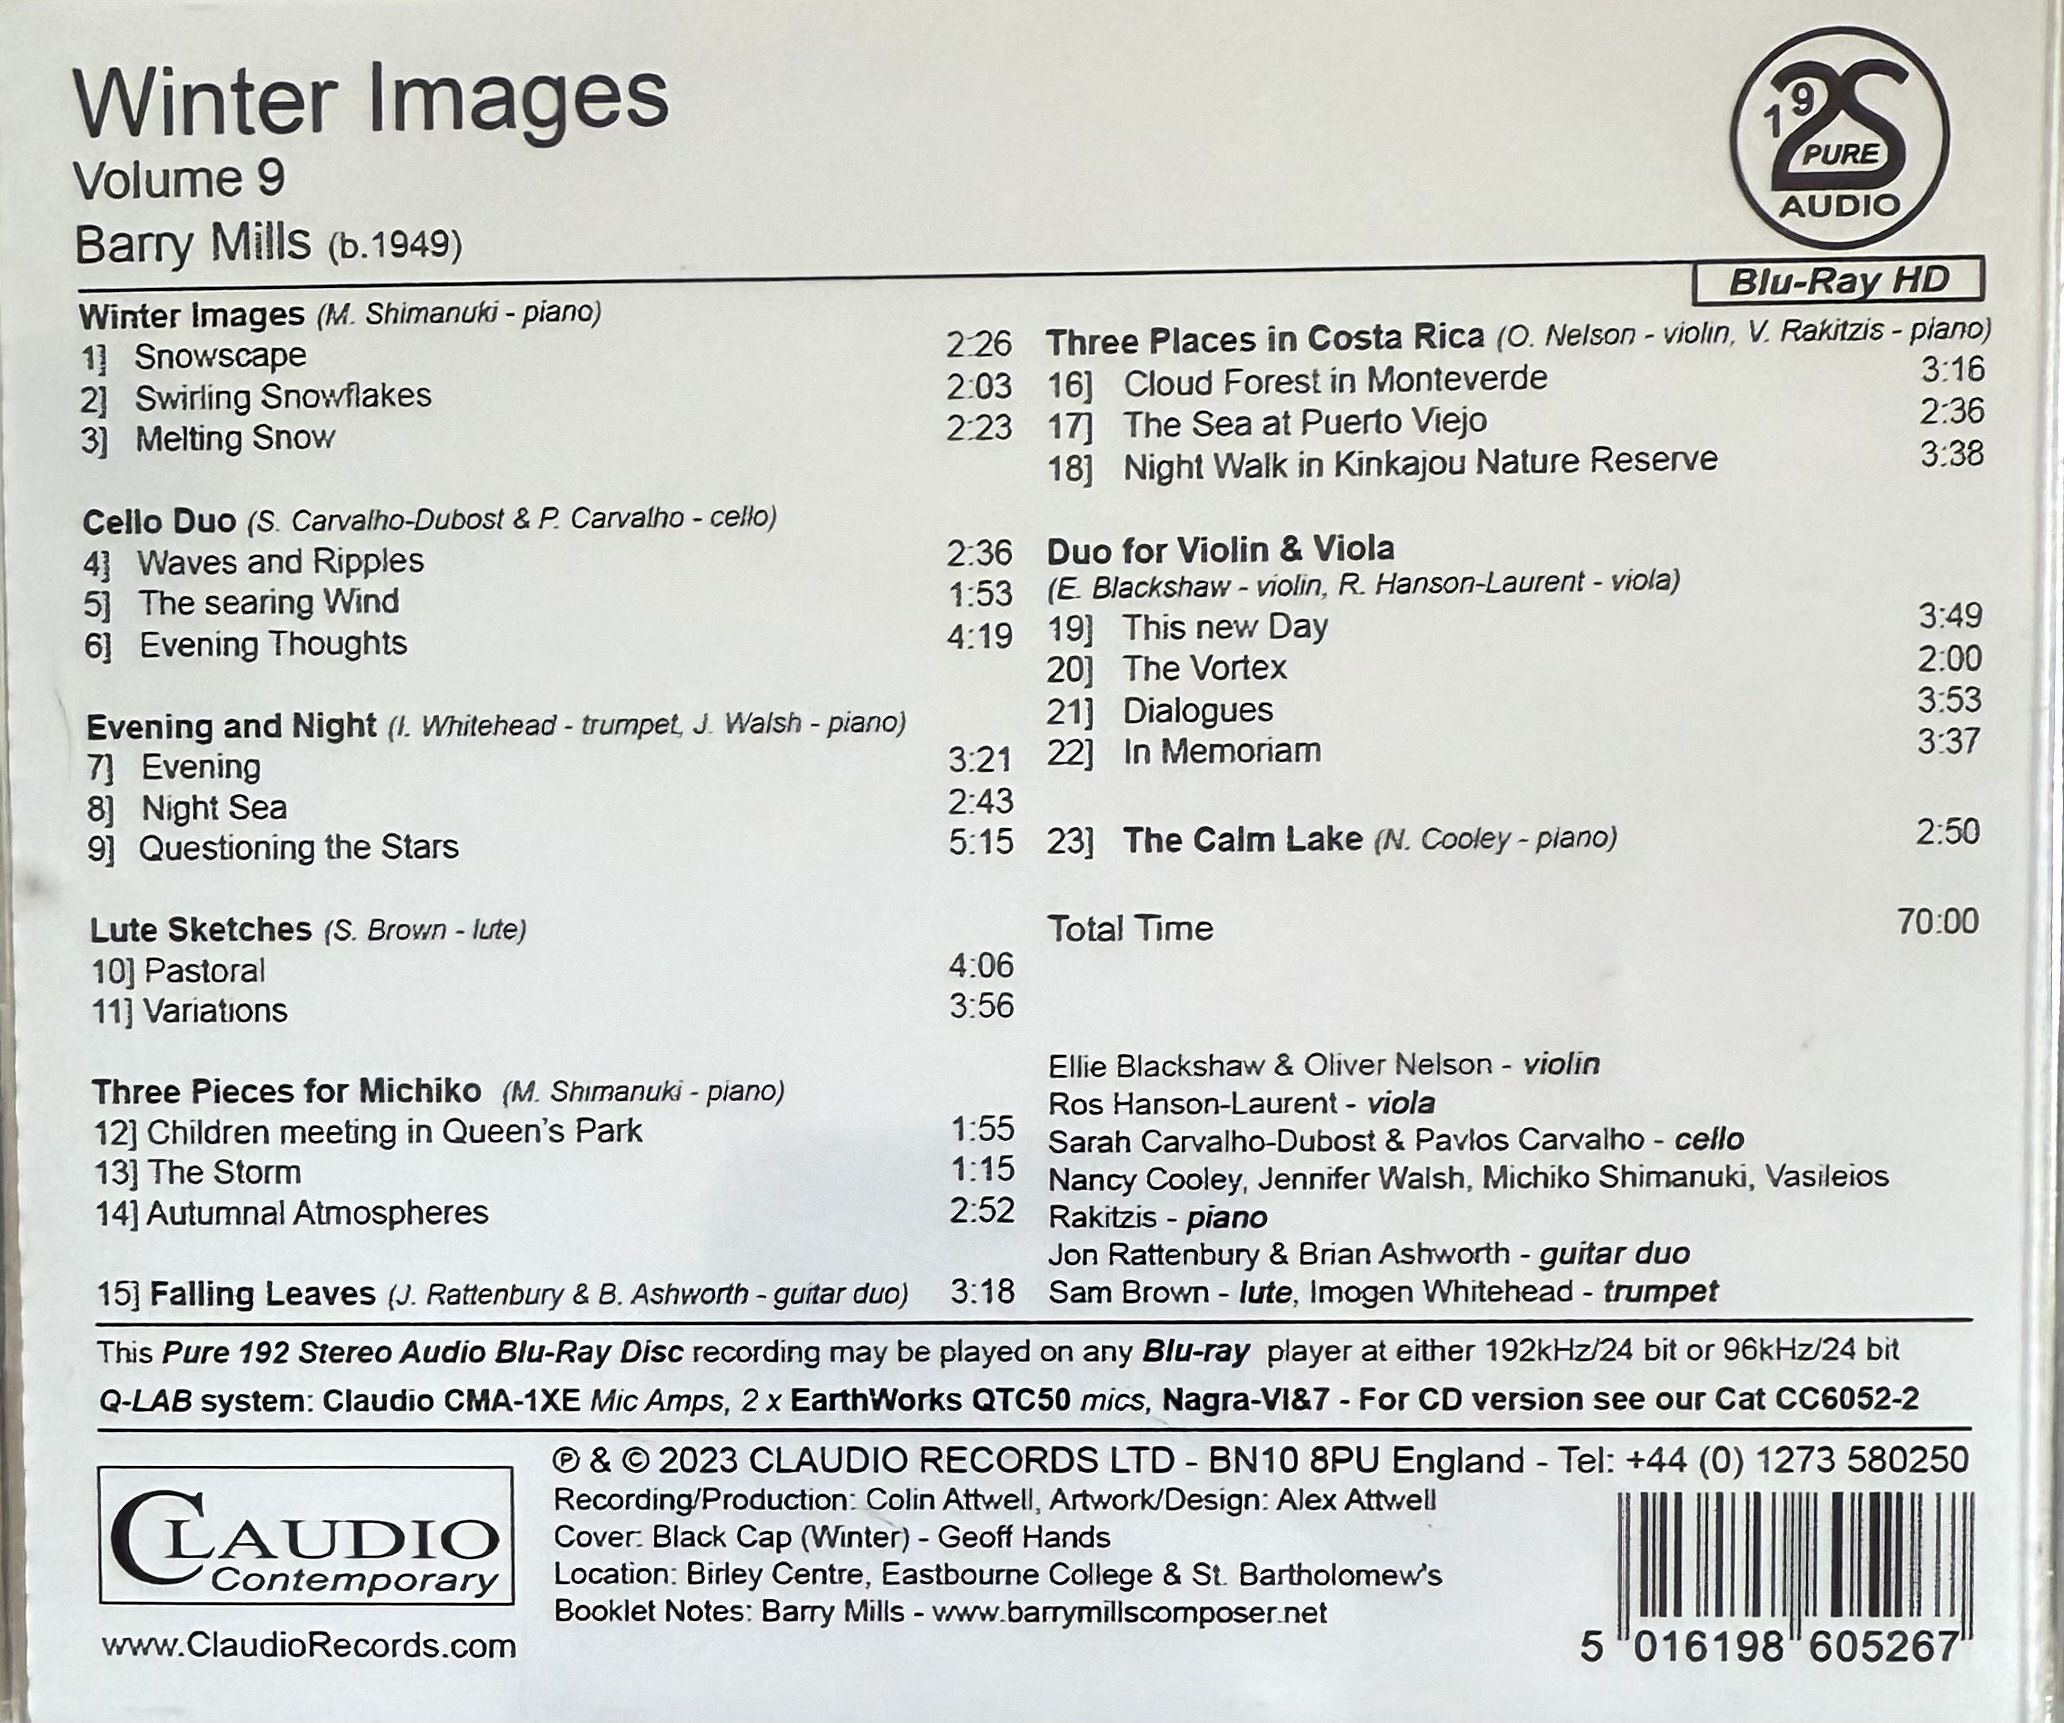 Winter Images
Volume 9
Barry Mills (b.1949)
192S
PURE
AUDIO
Blu-Ray HD
Winter Images (M. Shimanuki - piano)
1] Snowscape 2:26
2] Swirling Snowflakes 2:03
3] Melting Snow 2:23
Cello Duo (S. Carvalho-Dubost & P. Carvalho - cello)
4] Waves and Ripples 2:36
5] The searing Wind 1:53
6] Evening Thoughts 4:19
Evening and Night (I. Whitehead - trumpet, J. Walsh - piano)
7] Evening 3:21
8] Night Sea 2:43
9] Questioning the Stars 5:15
Lute Sketches (S. Brown - lute)
10] Pastoral 4:06
11] Variations 3:56
Three Pieces for Michiko (M. Shimanuki - piano)
12] Children meeting in Queen's Park 1:55
13] The Storm 1:15
14] Autumnal Atmospheres 2:52
15] Falling Leaves (J. Rattenbury & B. Ashworth - guitar duo) 3:18
Three Places in Costa Rica (O. Nelson - violin, V. Rakitzis - piano)
16] Cloud Forest in Monteverde 3:16
17] The Sea at Puerto Viejo 2:36
18] Night Walk in Kinkajou Nature Reserve 3:38
Duo for Violin & Viola
(E. Blackshaw - violin, R. Hanson-Laurent - viola)
19] This new Day 3:49
20] The Vortex 2:00
21] Dialogues 3:53
22] In Memoriam 3:37
23] The Calm Lake (N. Cooley - piano) 2:50
Total Time 70:00
Ellie Blackshaw & Oliver Nelson - violin
Ros Hanson-Laurent - viola
Sarah Carvalho-Dubost & Pavlos Carvalho - cello
Nancy Cooley, Jennifer Walsh, Michiko Shimanuki, Vasileios
Rakitzis - piano
Jon Rattenbury & Brian Ashworth - guitar duo
Sam Brown - lute, Imogen Whitehead - trumpet
This Pure 192 Stereo Audio Blu-Ray Disc recording may be played on any Blu-ray player at either 192kHz/24 bit or 96kHz/24 bit
Q-LAB system: Claudio CMA-1XE Mic Amps, 2 x EarthWorks QTC50 mics, Nagra-VI&7 - For CD version see our Cat CC6052-2
℗ & © 2023 CLAUDIO RECORDS LTD - BN10 8PU England - Tel: +44 (0) 1273 580250
Recording/Production: Colin Attwell, Artwork/Design: Alex Attwell
Cover: Black Cap (Winter) - Geoff Hands
Location: Birley Centre, Eastbourne College & St. Bartholomew's
Booklet Notes: Barry Mills - www.barrymillscomposer.net
CLAUDIO
Contemporary
www.ClaudioRecords.com
5 016198 605267